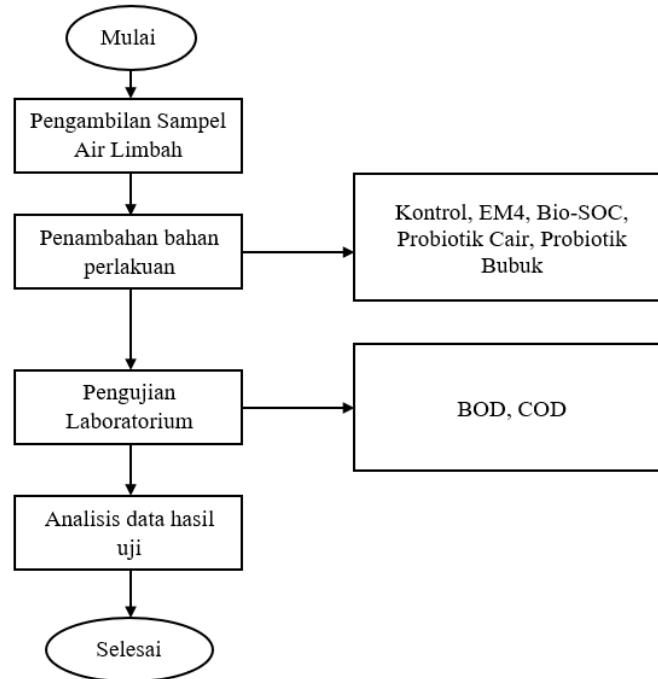 Mulai
Pengambilan Sampel
Air Limbah
Penambahan bahan
perlakuan
Kontrol, EM4, Bio-SOC,
Probiotik Cair, Probiotik
Bubuk
Pengujian
Laboratorium
BOD, COD
Analisis data hasil
uji
Selesai